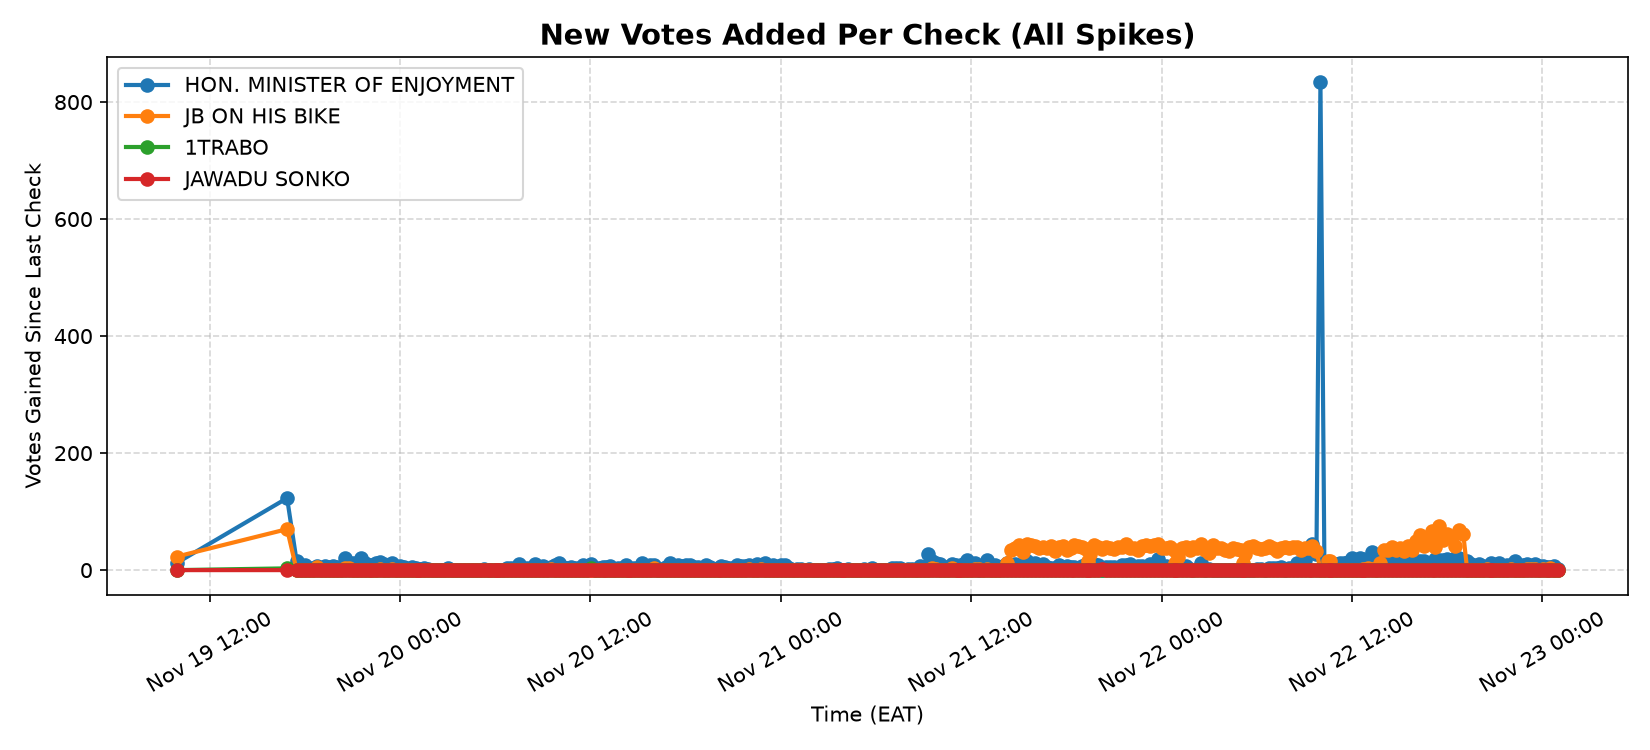 New Votes Added Per Check (All Spikes)
HON. MINISTER OF ENJOYMENT
JB ON HIS BIKE
1TRABO
JAWADU SONKO
Votes Gained Since Last Check
800
600
400
200
0
Nov 19 12:00
Nov 20 00:00
Nov 20 12:00
Nov 21 00:00
Nov 21 12:00
Nov 22 00:00
Nov 22 12:00
Nov 23 00:00
Time (EAT)